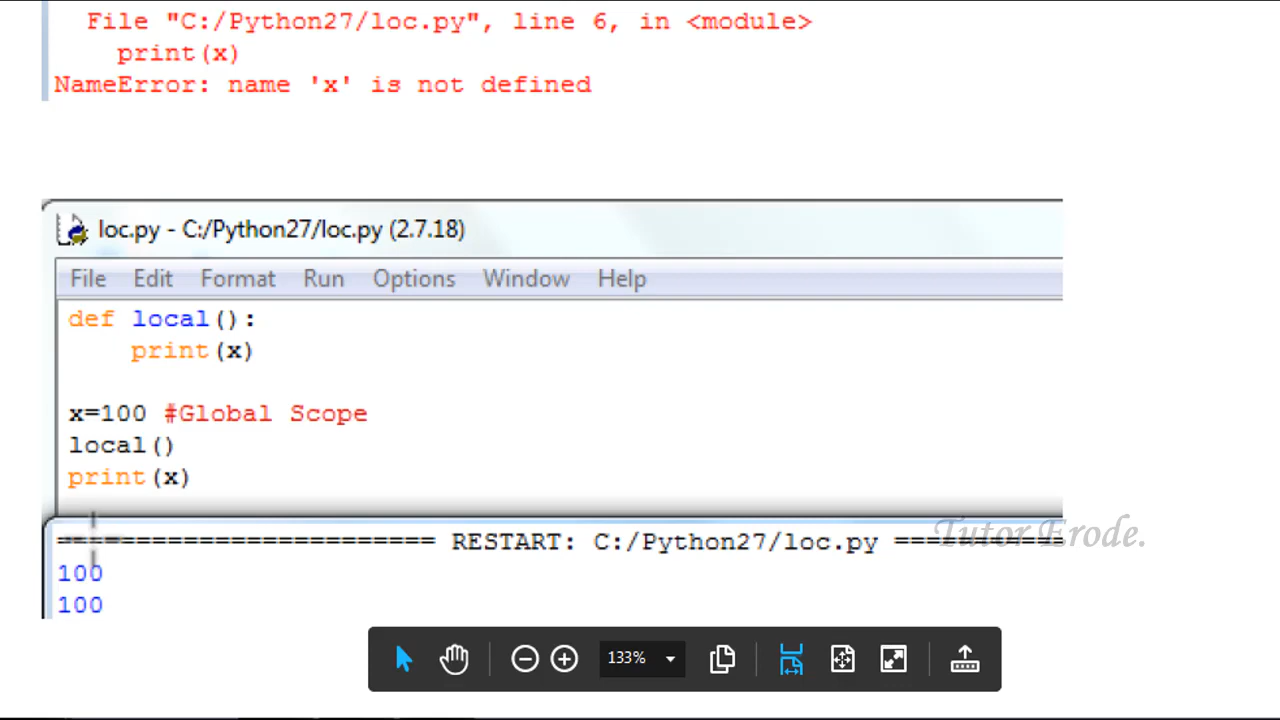 File "C:/Python27/loc.py", line 6, in <module>
print(x)
NameError: name 'x' is not defined
loc.py - C:/Python27/loc.py (2.7.18)
File Edit Format Run Options Window Help
def local():
    print(x)
x=100 #Global Scope
local()
print(x)
======================== RESTART: C:/Python27/loc.py ===========
Tutor Erode.
100
100
133%